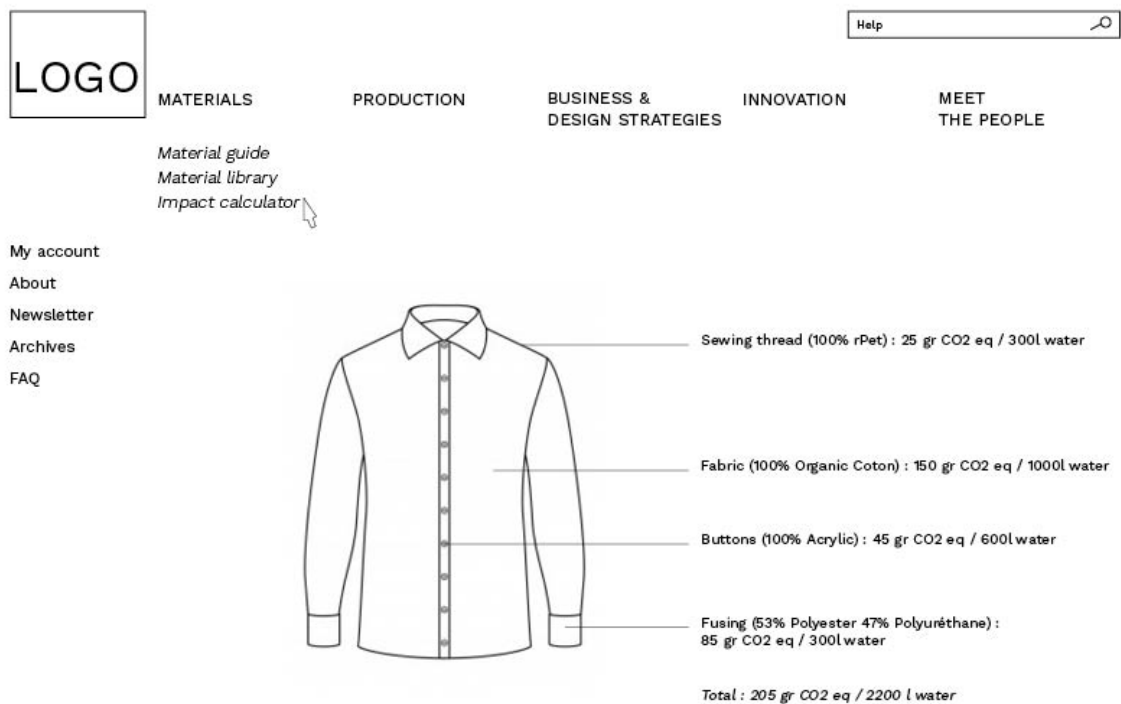 Help
LOGO
MATERIALS
PRODUCTION
BUSINESS &
DESIGN STRATEGIES
INNOVATION
MEET
THE PEOPLE
Material guide
Material library
Impact calculator
My account
About
Newsletter
Archives
FAQ
Sewing thread (100% rPet) : 25 gr CO2 eq / 300l water
Fabric (100% Organic Coton) : 150 gr CO2 eq / 1000l water
Buttons (100% Acrylic) : 45 gr CO2 eq / 600l water
Fusing (53% Polyester 47% Polyuréthane) :
85 gr CO2 eq / 300l water
Total : 205 gr CO2 eq / 2200 l water